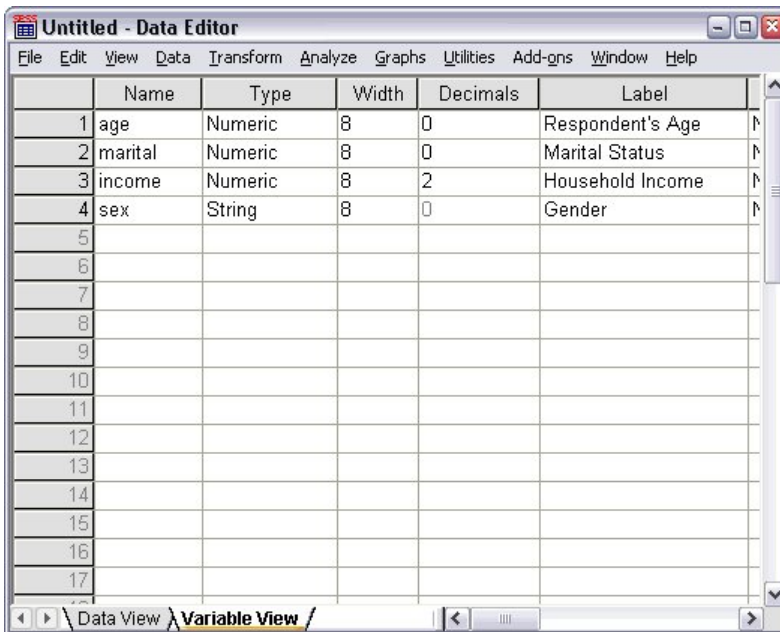 Untitled - Data Editor
File Edit View Data Transform Analyze Graphs Utilities Add-ons Window Help
Name Type Width Decimals Label
1 age Numeric 8 0 Respondent's Age
2 marital Numeric 8 0 Marital Status
3 income Numeric 8 2 Household Income
4 sex String 8 0 Gender
5
6
7
8
9
10
11
12
13
14
15
16
17
Data View Variable View